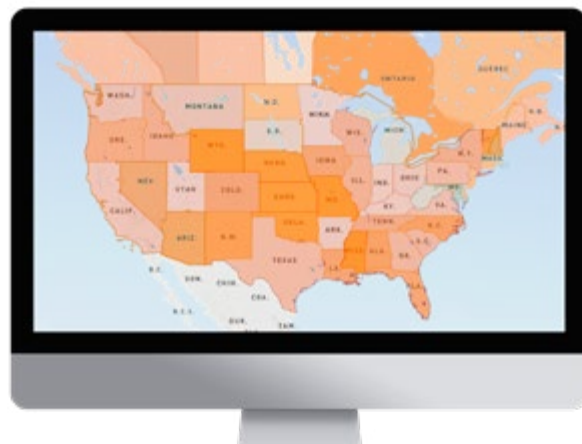 ONTARIO
QUEBEC
WASH.
MONTANA
N.D.
MINN
MAINE
N.B.
ORE.
IDAHO
S.D.
WIS.
MICH
N.Y.
MASS.
WYO.
IOWA
NEBR.
PA.
NEV.
UTAH
COLO.
ILL.
IND.
OHIO
MD.
CALIF.
KANS.
MO.
KY.
VA.
ARIZ.
N.M.
OKLA.
ARK.
TENN.
N.C.
S.C.
TEXAS
MISS.
ALA.
GA.
LA.
FLA.
B.C.
SON.
CHIH.
COA.
B.C.S.
DUR.
TAM.